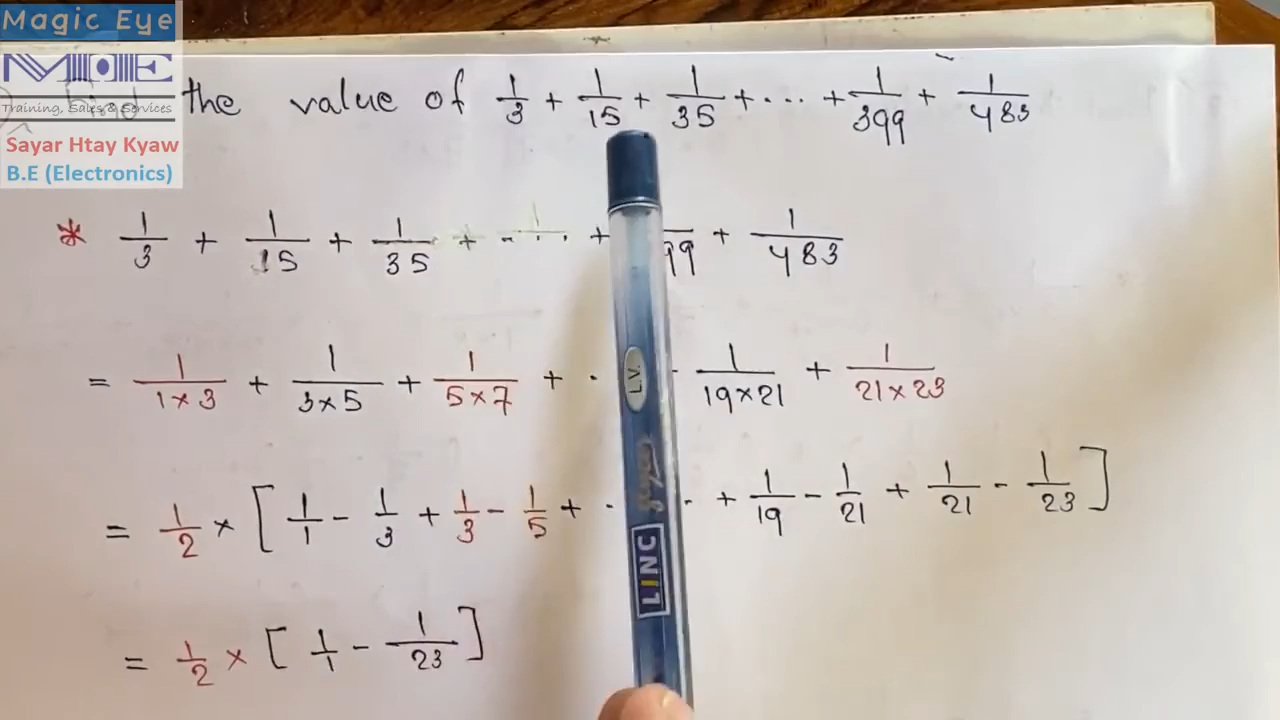 Magic Eye
MOE
Training, Sales & Services
Sayar Htay Kyaw
B.E (Electronics)
Find the value of 1/3 + 1/15 + 1/35 + ... + 1/399 + 1/483
* 1/3 + 1/15 + 1/35 + ... + 99 + 1/483
= 1/(1×3) + 1/(3×5) + 1/(5×7) + · 1/(19×21) + 1/(21×23)
= 1/2 × [ 1/1 - 1/3 + 1/3 - 1/5 + · · + 1/19 - 1/21 + 1/21 - 1/23 ]
= 1/2 × [ 1/1 - 1/23 ]
L.V.
LINC